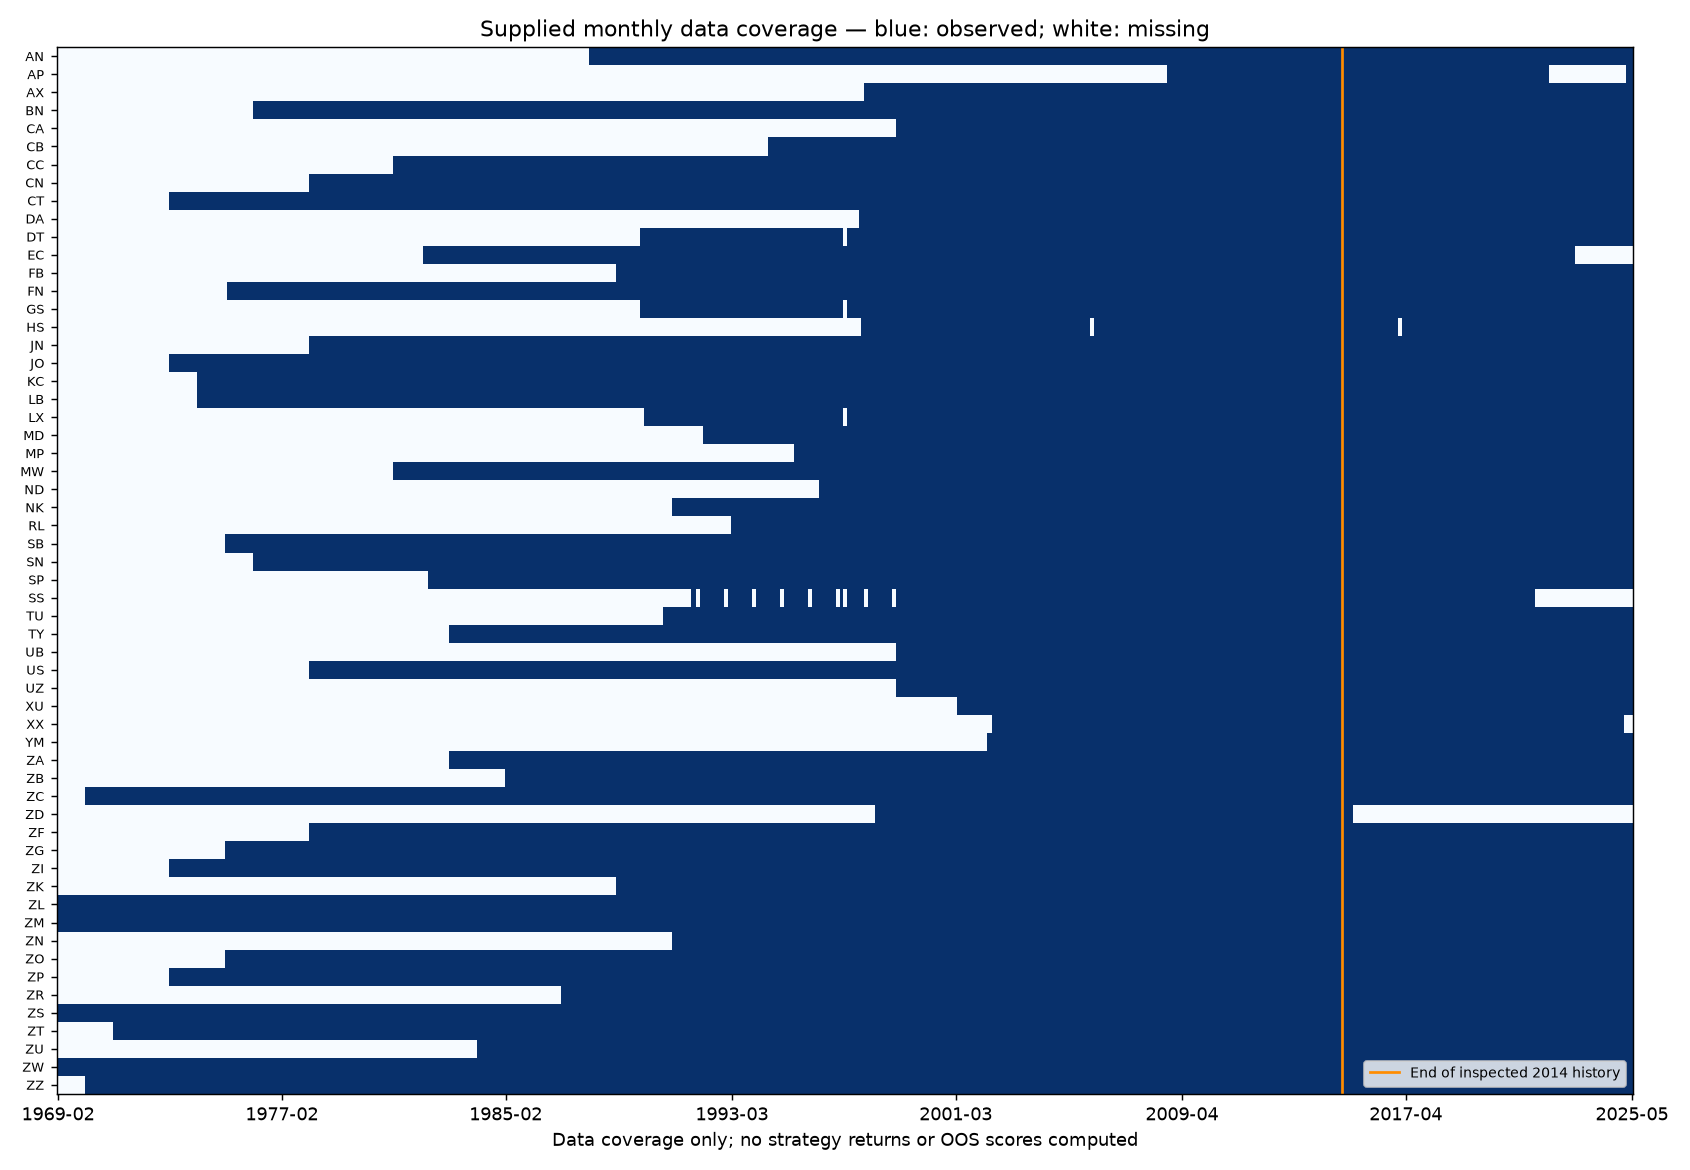 Supplied monthly data coverage — blue: observed; white: missing
AN
AP
AX
BN
CA
CB
CC
CN
CT
DA
DT
EC
FB
FN
GS
HS
JN
JO
KC
LB
LX
MD
MP
MW
ND
NK
RL
SB
SN
SP
SS
TU
TY
UB
US
UZ
XU
XX
YM
ZA
ZB
ZC
ZD
ZF
ZG
ZI
ZK
ZL
ZM
ZN
ZO
ZP
ZR
ZS
ZT
ZU
ZW
ZZ
End of inspected 2014 history
1969-02 1977-02 1985-02 1993-03 2001-03 2009-04 2017-04 2025-05
Data coverage only; no strategy returns or OOS scores computed